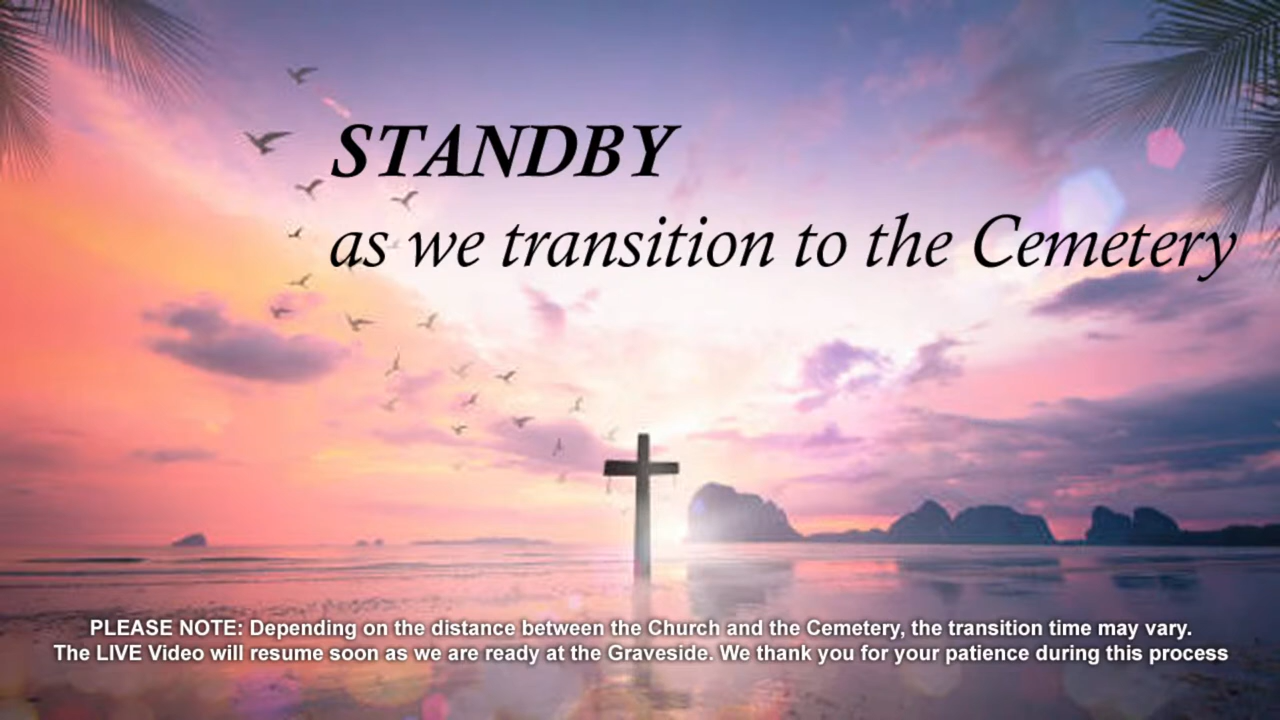 STANDBY
as we transition to the Cemetery
PLEASE NOTE: Depending on the distance between the Church and the Cemetery, the transition time may vary.
The LIVE Video will resume soon as we are ready at the Graveside. We thank you for your patience during this process